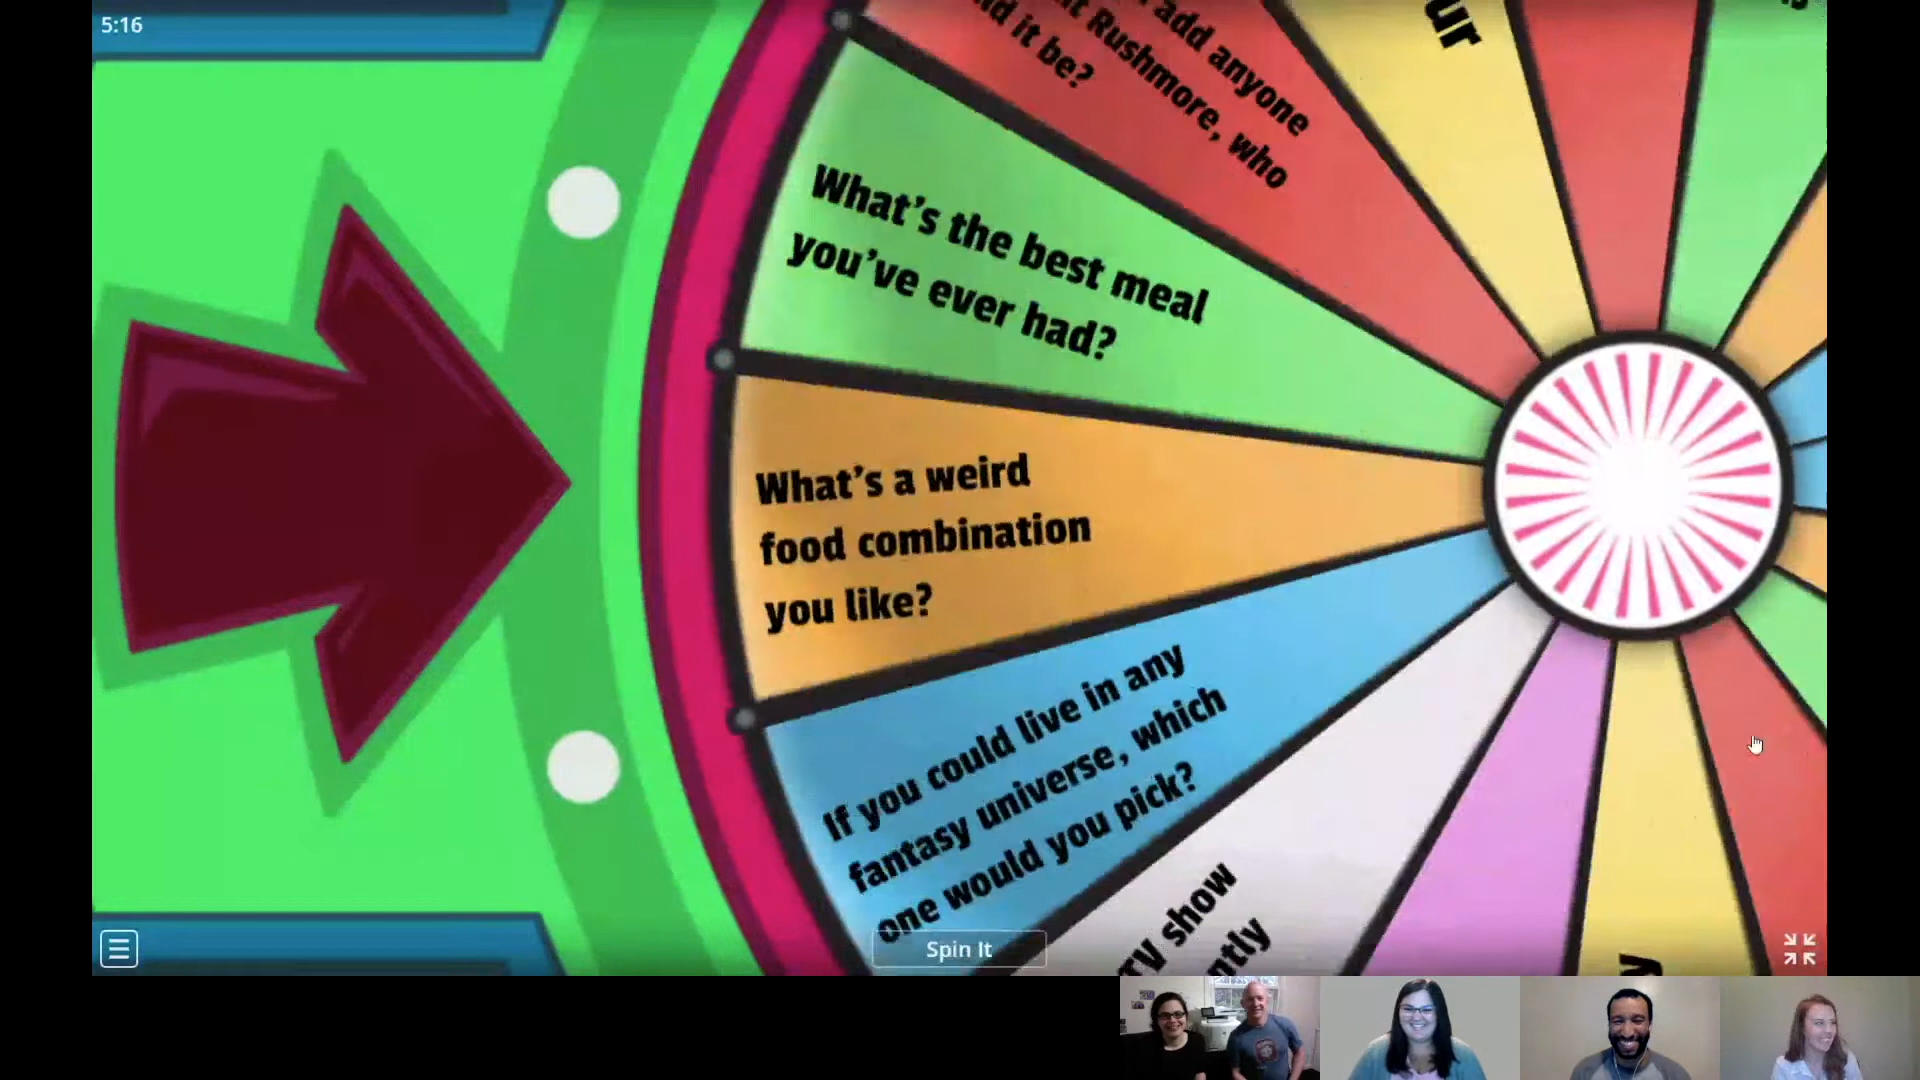 5:16
add anyone
Rushmore, who
it be?
What's the best meal
you've ever had?
What's a weird
food combination
you like?
If you could live in any
fantasy universe, which
one would you pick?
show
Spin It